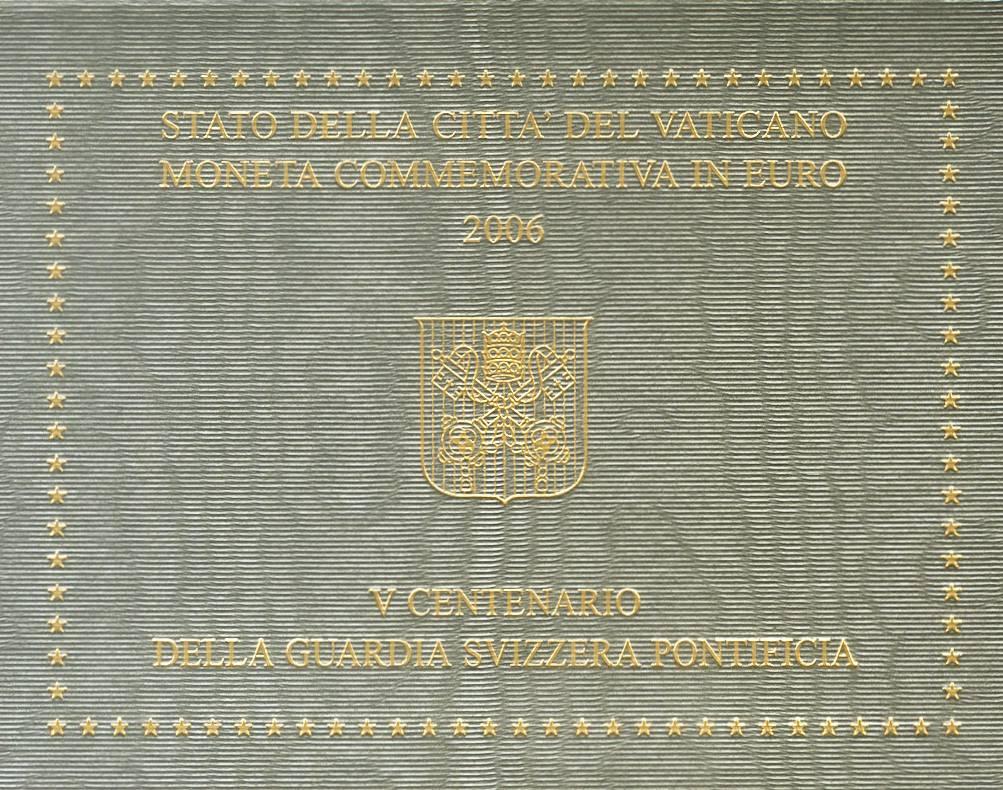 STATO DELLA CITTA' DEL VATICANO
MONETA COMMEMORATIVA IN EURO
2006
V CENTENARIO
DELLA GUARDIA SVIZZERA PONTIFICIA